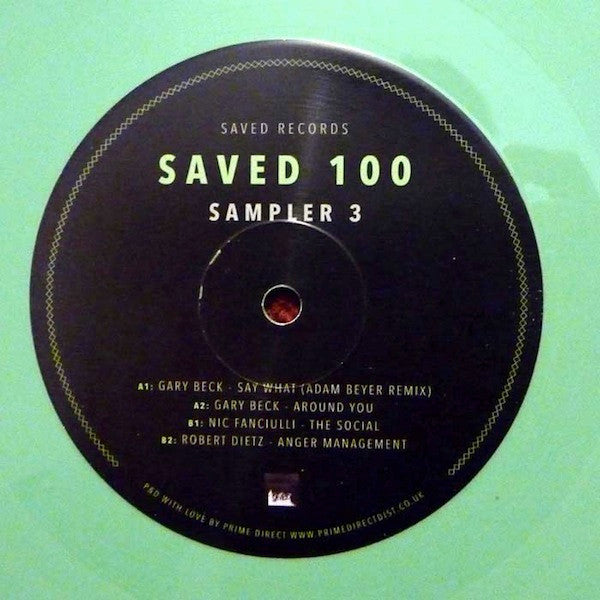 SAVED RECORDS
SAVED 100
SAMPLER 3
A1: GARY BECK - SAY WHAT (ADAM BEYER REMIX)
A2: GARY BECK - AROUND YOU
B1: NIC FANCIULLI - THE SOCIAL
B2: ROBERT DIETZ - ANGER MANAGEMENT
P&D WITH LOVE BY PRIME DIRECT WWW.PRIMEDIRECTDIST.CO.UK